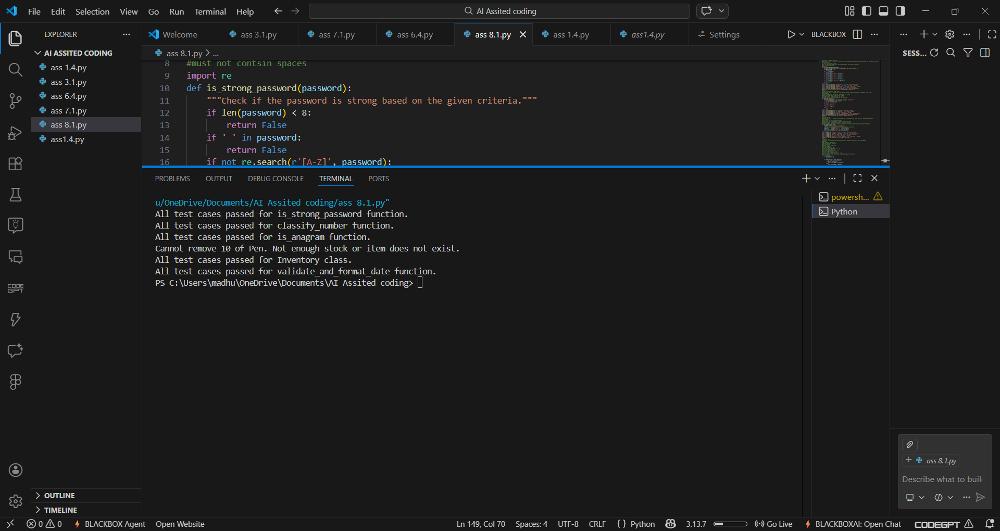 File Edit Selection View Go Run Terminal Help
AI Assited coding
EXPLORER
Welcome
ass 3.1.py
ass 7.1.py
ass 6.4.py
ass 8.1.py
ass 1.4.py
ass1.4.py
Settings
BLACKBOX
SESS...
AI ASSITED CODING
ass 1.4.py
ass 3.1.py
ass 6.4.py
ass 7.1.py
ass 8.1.py
ass1.4.py
ass 8.1.py > ...
8 #must not contsin spaces
9 import re
10 def is_strong_password(password):
11 """Check if the password is strong based on the given criteria."""
12 if len(password) < 8:
13 return False
14 if ' ' in password:
15 return False
16 if not re.search(r'[A-Z]', password):
PROBLEMS OUTPUT DEBUG CONSOLE TERMINAL PORTS
u/OneDrive/Documents/AI Assited coding/ass 8.1.py"
All test cases passed for is_strong_password function.
All test cases passed for classify_number function.
All test cases passed for is_anagram function.
Cannot remove 10 of Pen. Not enough stock or item does not exist.
All test cases passed for Inventory class.
All test cases passed for validate_and_format_date function.
PS C:\Users\madhu\OneDrive\Documents\AI Assited coding>
powersh...
Python
CODE
GPT
OUTLINE
TIMELINE
ass 8.1.py
Describe what to buil
0 0 BLACKBOX Agent Open Website Ln 149, Col 70 Spaces: 4 UTF-8 CRLF {} Python 3.13.7 Go Live BLACKBOXAI: Open Chat CODEGPT